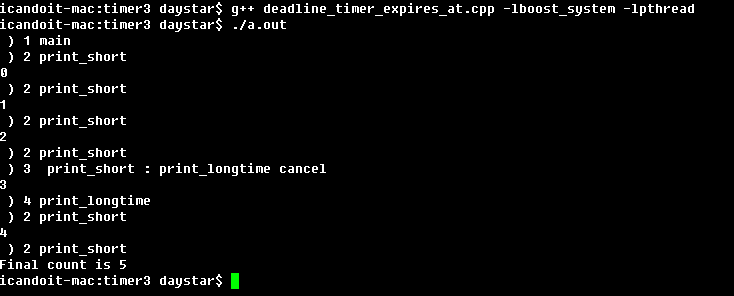 icandoit-mac:timer3 daystar$ g++ deadline_timer_expires_at.cpp -lboost_system -lpthread
icandoit-mac:timer3 daystar$ ./a.out
 ) 1 main
 ) 2 print_short
0
 ) 2 print_short
1
 ) 2 print_short
2
 ) 2 print_short
 ) 3  print_short : print_longtime cancel
3
 ) 4 print_longtime
 ) 2 print_short
4
 ) 2 print_short
Final count is 5
icandoit-mac:timer3 daystar$